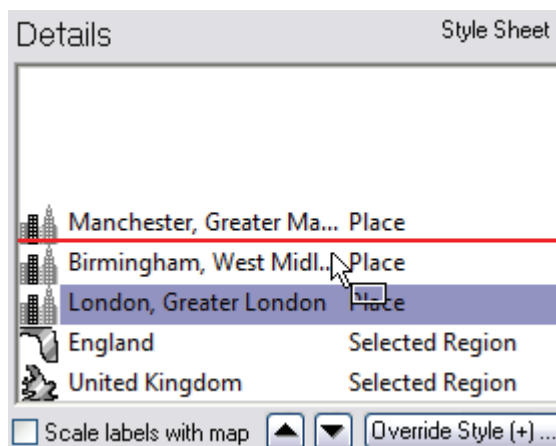 Details Style Sheet
Manchester, Greater Ma... Place
Birmingham, West Midl... Place
London, Greater London Place
England Selected Region
United Kingdom Selected Region
Scale labels with map Override Style (+) ...